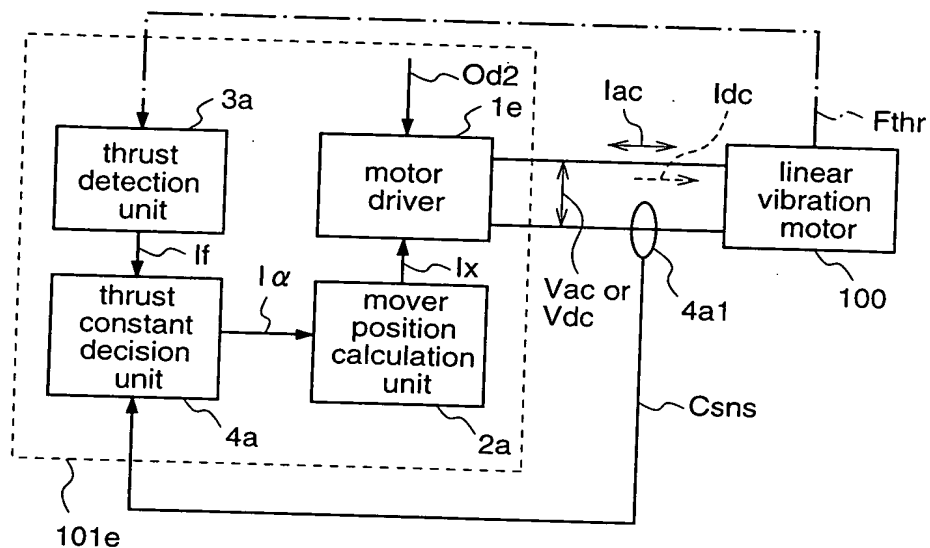 Od2
3a
1e
Iac
Idc
Fthr
thrust
detection
unit
motor
driver
linear
vibration
motor
If
Ix
Iα
Vac or
Vdc
4a1
100
thrust
constant
decision
unit
mover
position
calculation
unit
4a
2a
Csns
101e